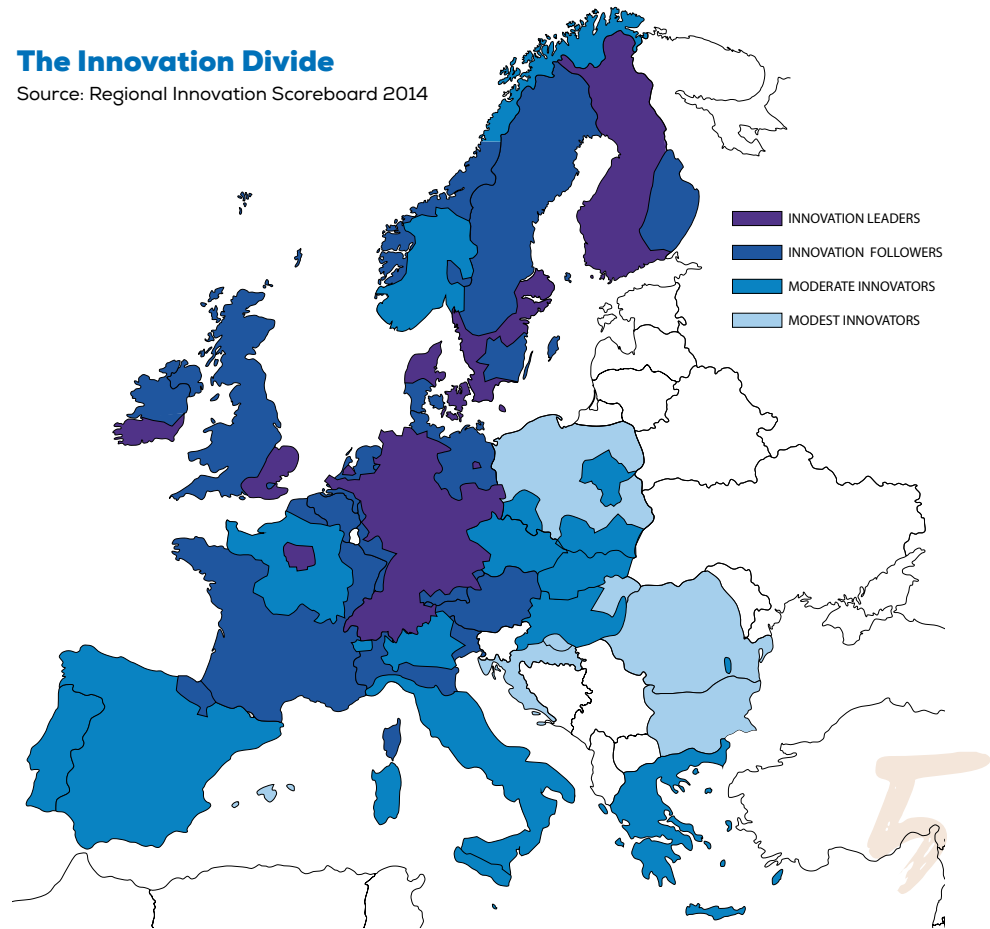 The Innovation Divide
Source: Regional Innovation Scoreboard 2014
INNOVATION LEADERS
INNOVATION FOLLOWERS
MODERATE INNOVATORS
MODEST INNOVATORS